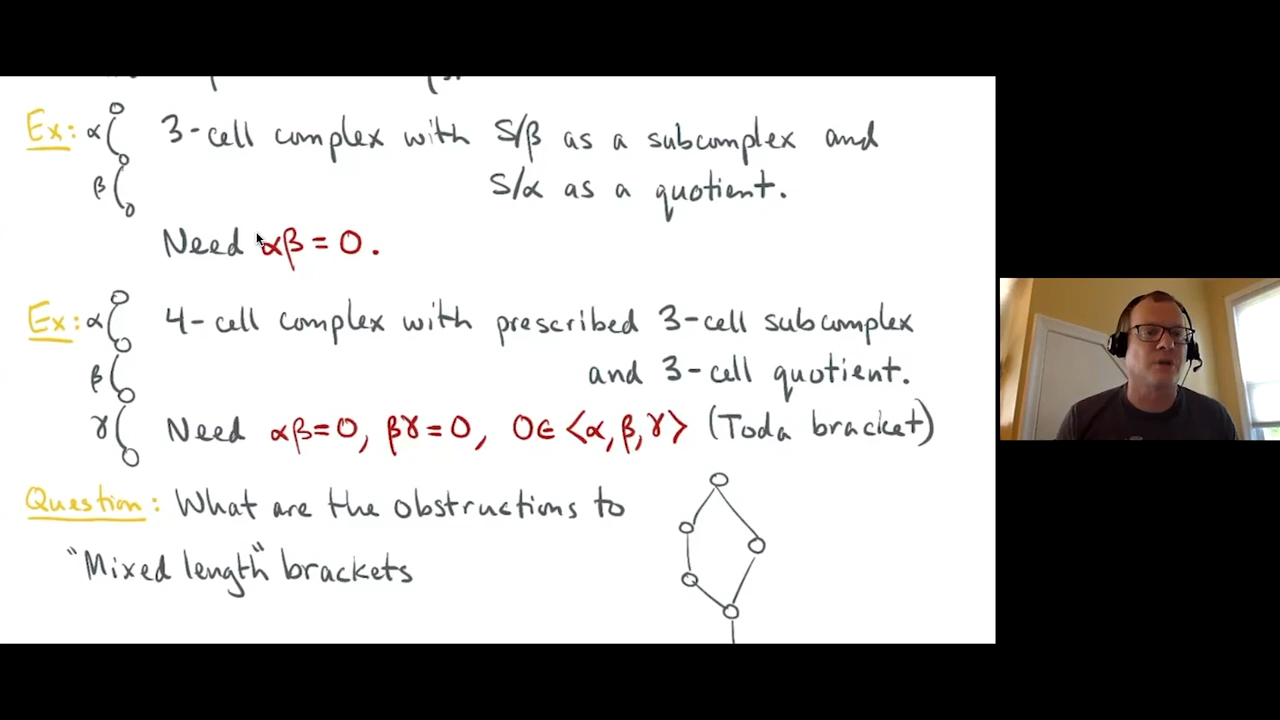 Ex: α 3-cell complex with S/β as a subcomplex and
β S/α as a quotient.
Need αβ = 0.
Ex: α 4-cell complex with prescribed 3-cell subcomplex
β and 3-cell quotient.
γ Need αβ=0, βγ=0, 0∈ <α, β, γ> (Toda bracket)
Question: What are the obstructions to
"Mixed length" brackets